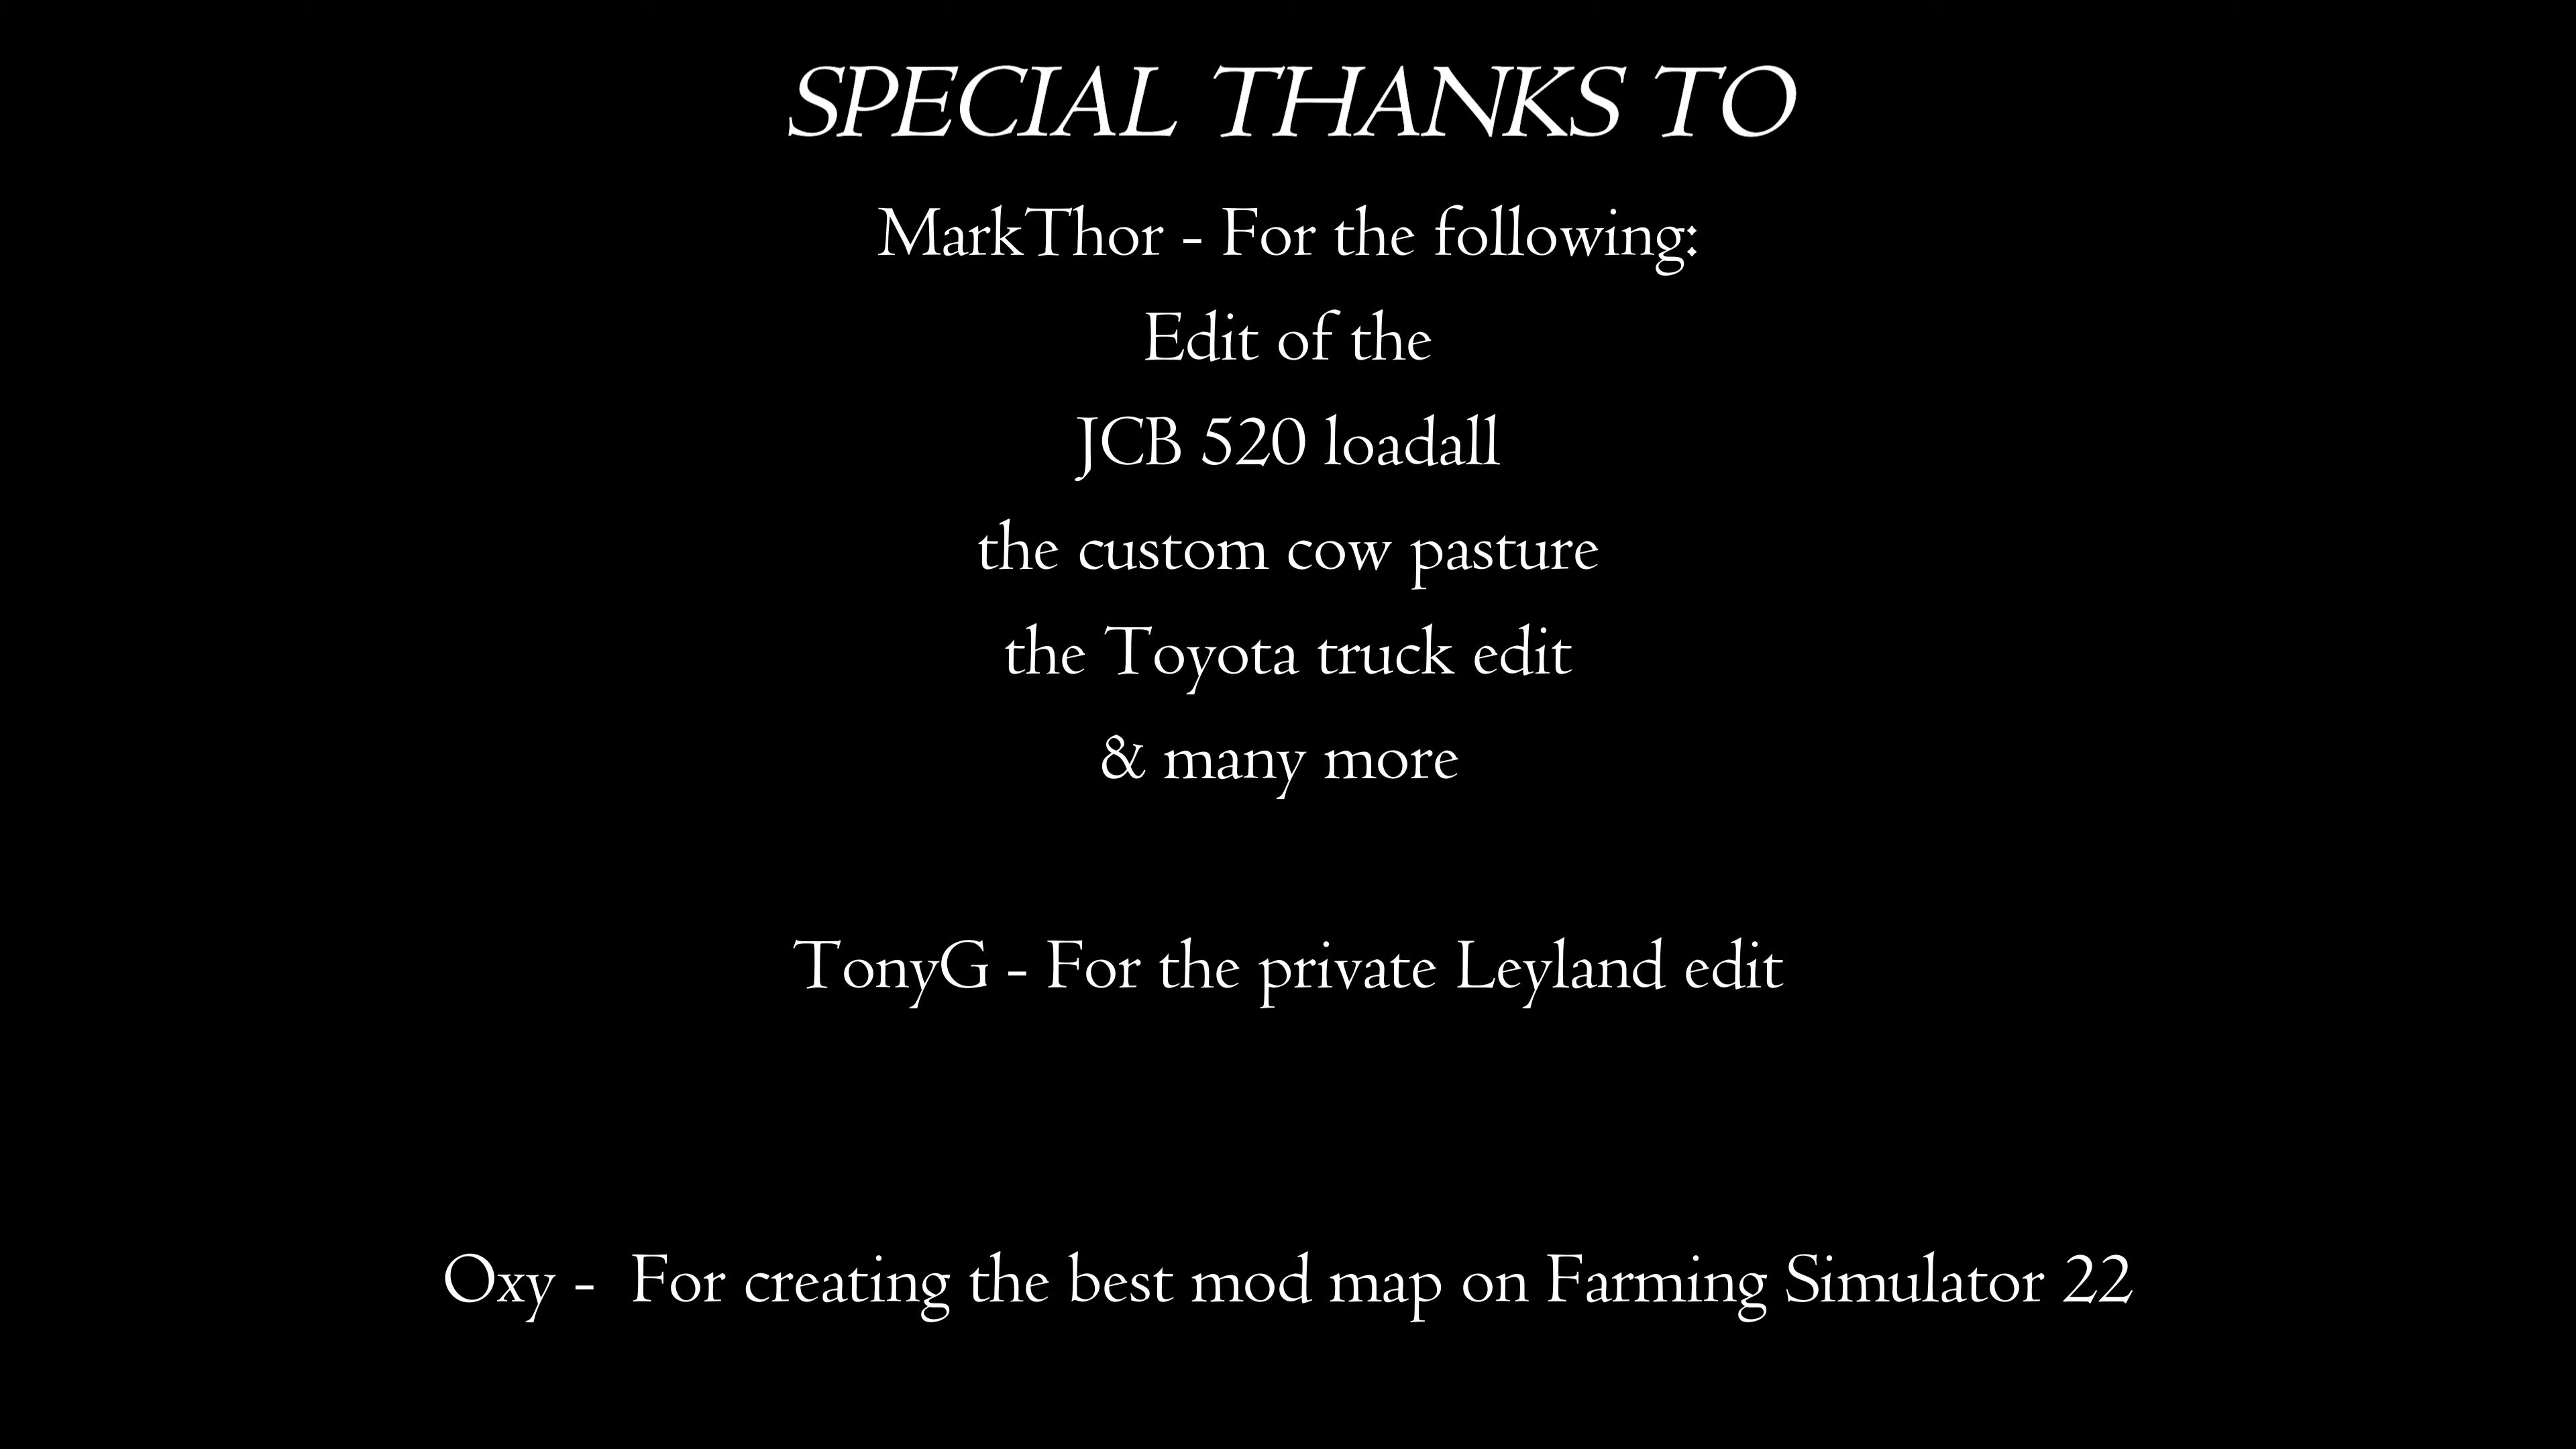 SPECIAL THANKS TO
MarkThor - For the following:
Edit of the
JCB 520 loadall
the custom cow pasture
the Toyota truck edit
& many more
TonyG - For the private Leyland edit
Oxy -  For creating the best mod map on Farming Simulator 22